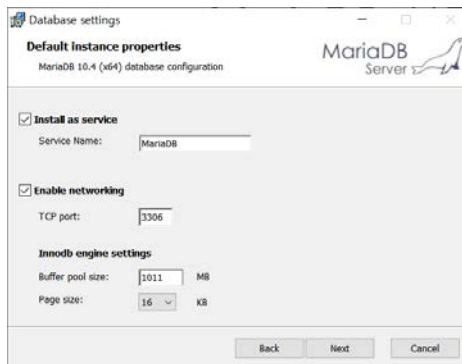 Database settings
Default instance properties
MariaDB 10.4 (x64) database configuration
MariaDB
Server
Install as service
Service Name: MariaDB
Enable networking
TCP port: 3306
Innodb engine settings
Buffer pool size: 1011 MB
Page size: 16 KB
Back Next Cancel